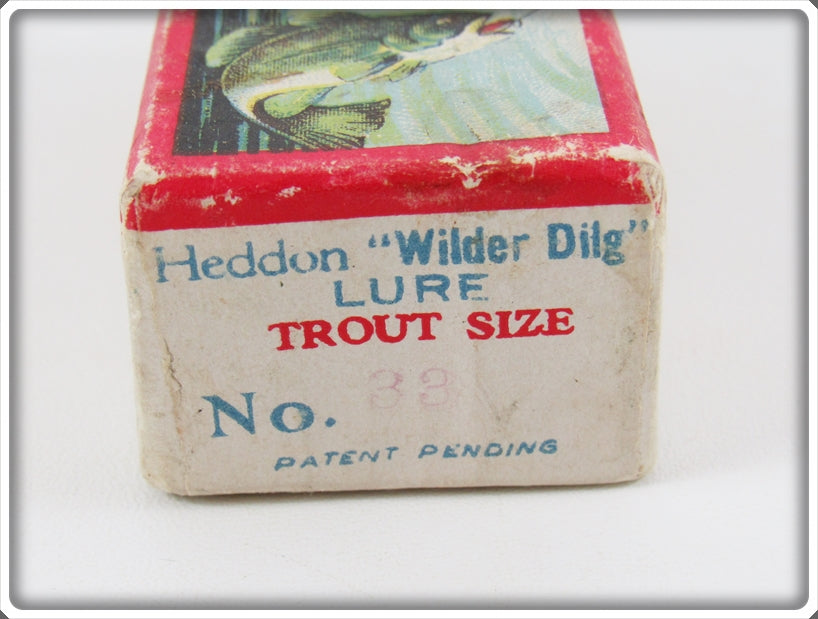 Heddon "Wilder Dilg"
LURE
TROUT SIZE
No. 33
PATENT PENDING